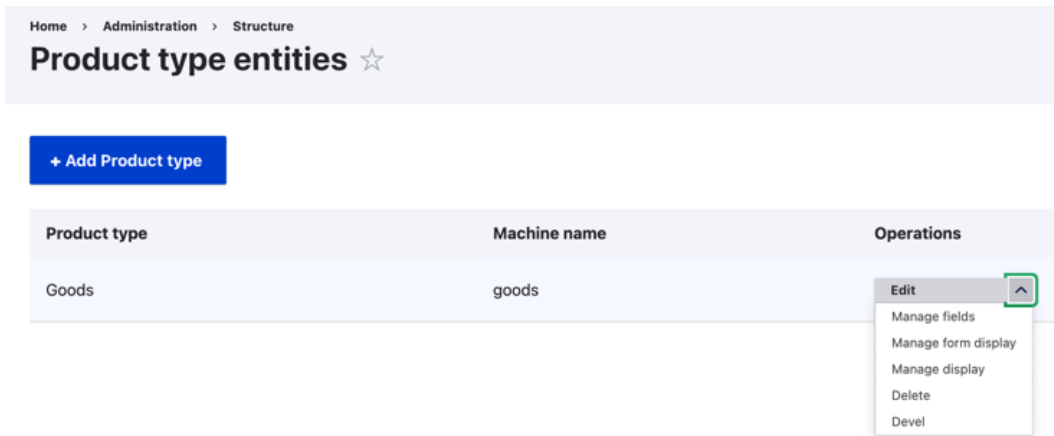 Home > Administration > Structure
Product type entities
+ Add Product type
Product type Machine name Operations
Goods goods Edit
Manage fields
Manage form display
Manage display
Delete
Devel